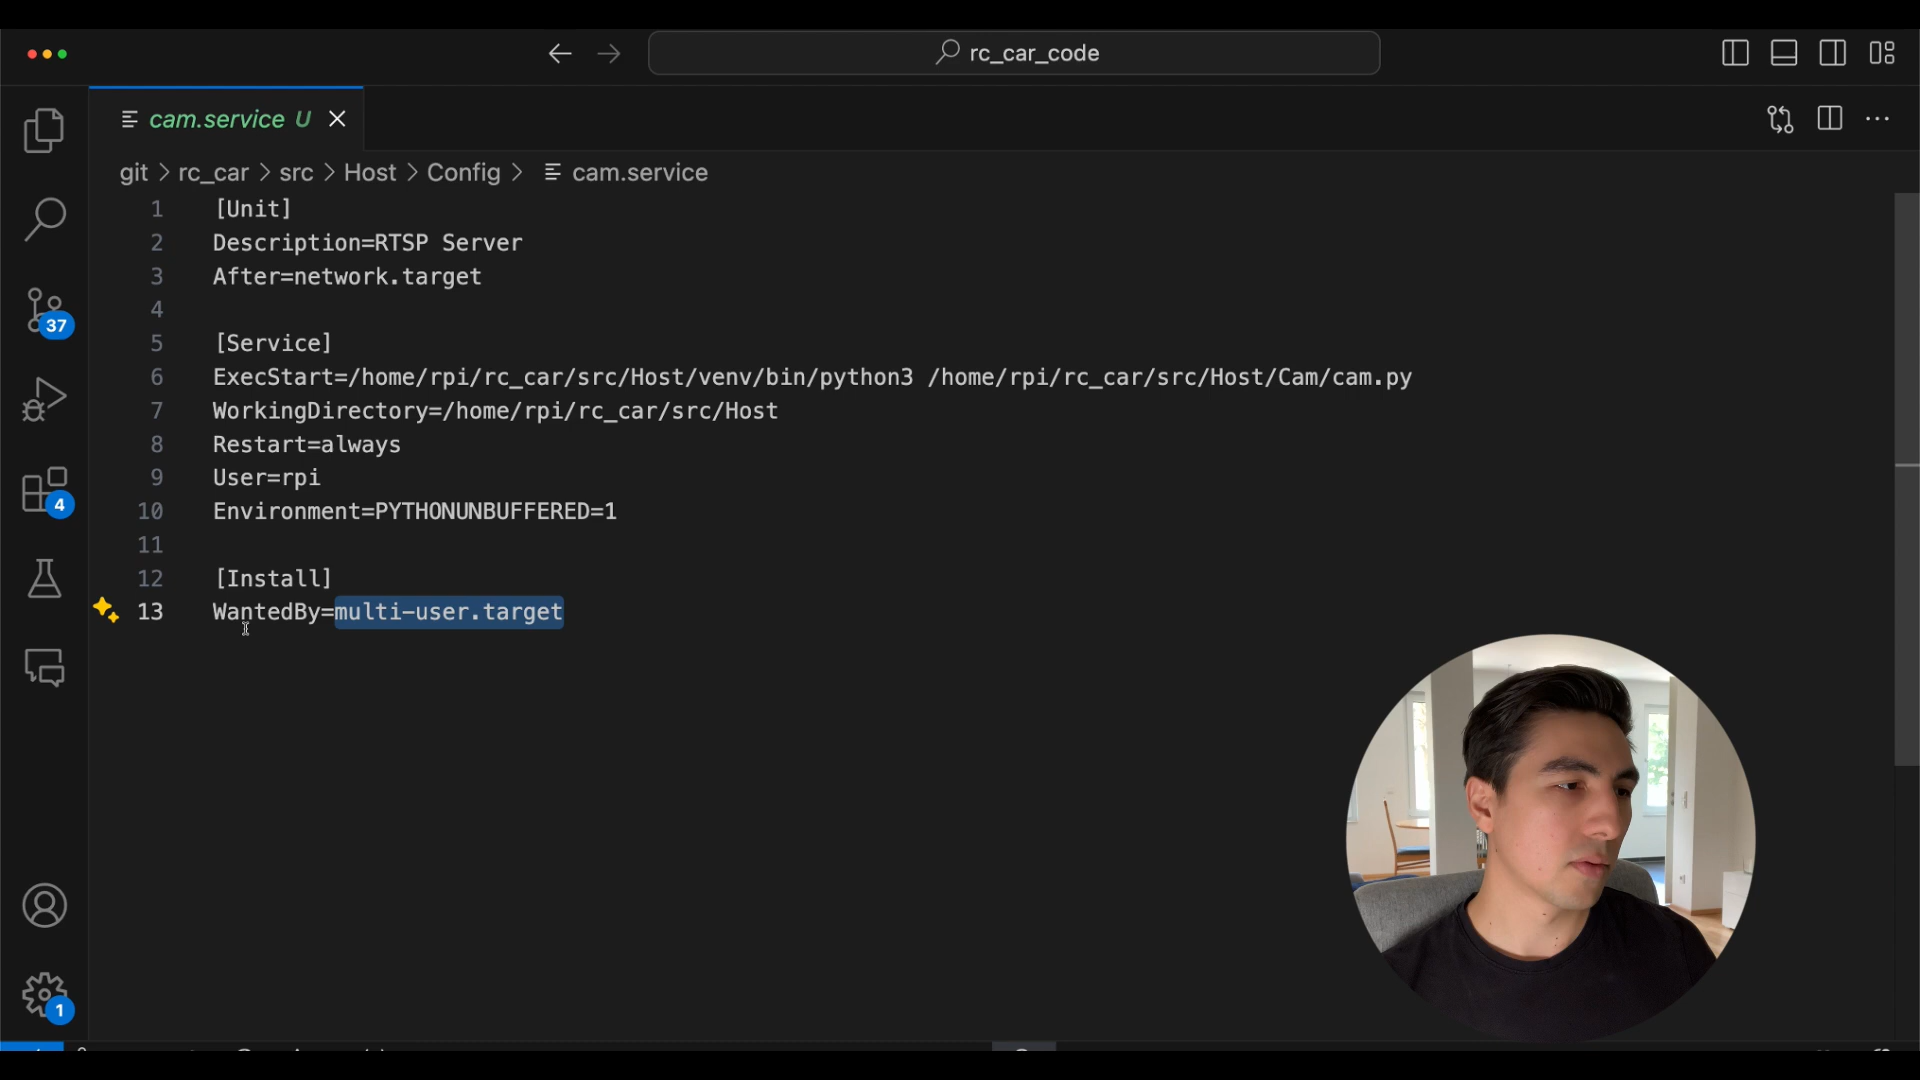 rc_car_code
cam.service U
git > rc_car > src > Host > Config > cam.service
1 [Unit]
2 Description=RTSP Server
3 After=network.target
4
5 [Service]
6 ExecStart=/home/rpi/rc_car/src/Host/venv/bin/python3 /home/rpi/rc_car/src/Host/Cam/cam.py
7 WorkingDirectory=/home/rpi/rc_car/src/Host
8 Restart=always
9 User=rpi
10 Environment=PYTHONUNBUFFERED=1
11
12 [Install]
13 WantedBy=multi-user.target
37
4
1